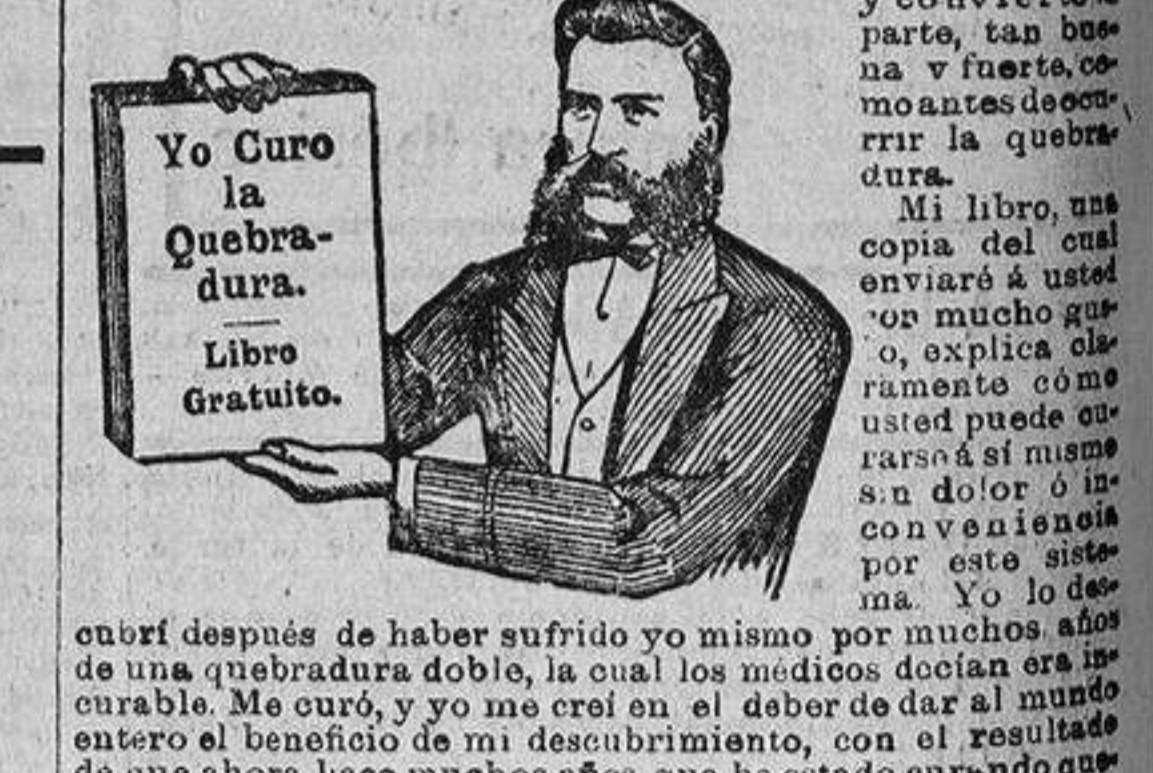 Yo Curo
la
Quebra-
dura.
Libro
Gratuito.
parte, tan bue-
na y fuerte, co-
mo antes de ocu-
rrir la quebra-
dura.
Mi libro, una
copia del cual
enviaré á usted
con mucho gus-
o, explica cla-
ramente cómo
usted puede cu-
rarse á sí mismo
sin dolor ó in-
conveniencia
por este siste-
ma. Yo lo des-
cubrí después de haber sufrido yo mismo por muchos años
de una quebradura doble, la cual los médicos decían era in-
curable. Me curó, y yo me creí en el deber de dar al mundo
entero el beneficio de mi descubrimiento, con el resultado